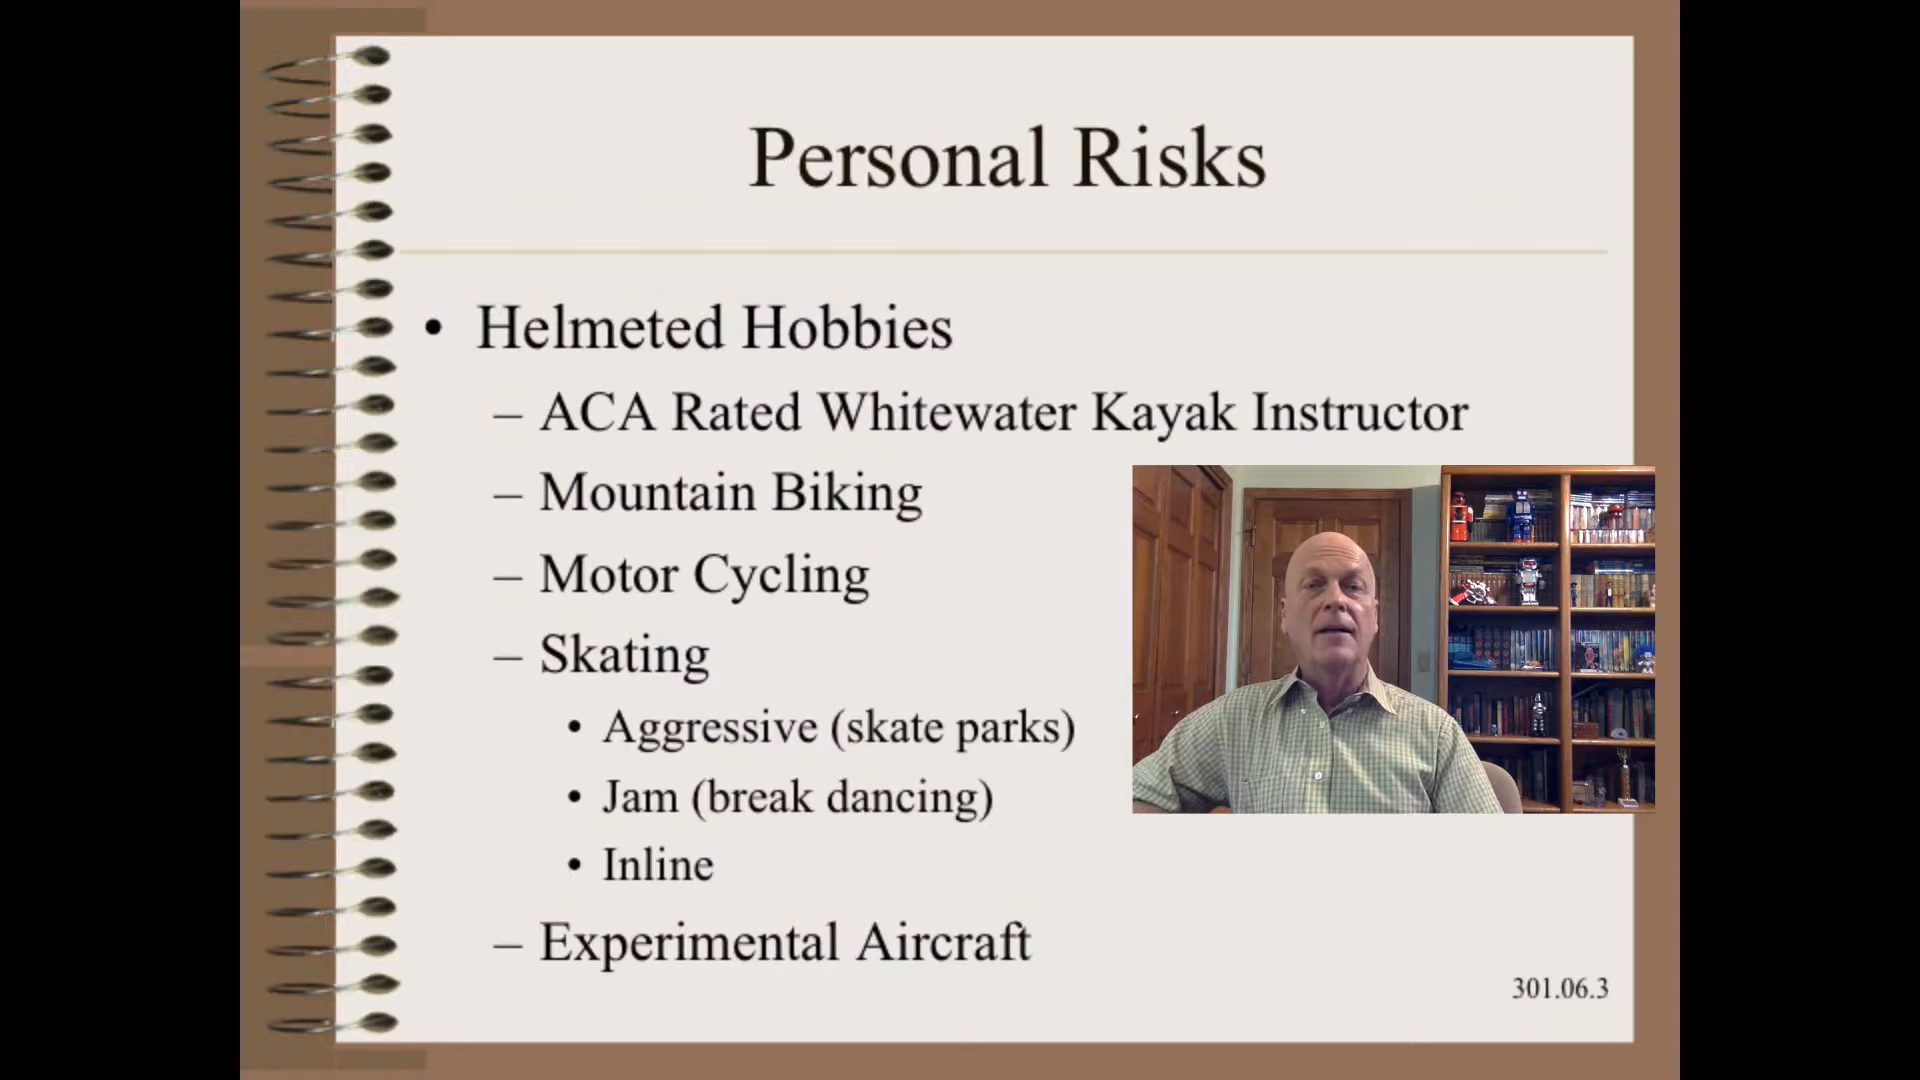 Personal Risks
• Helmeted Hobbies
– ACA Rated Whitewater Kayak Instructor
– Mountain Biking
– Motor Cycling
– Skating
• Aggressive (skate parks)
• Jam (break dancing)
• Inline
– Experimental Aircraft
301.06.3